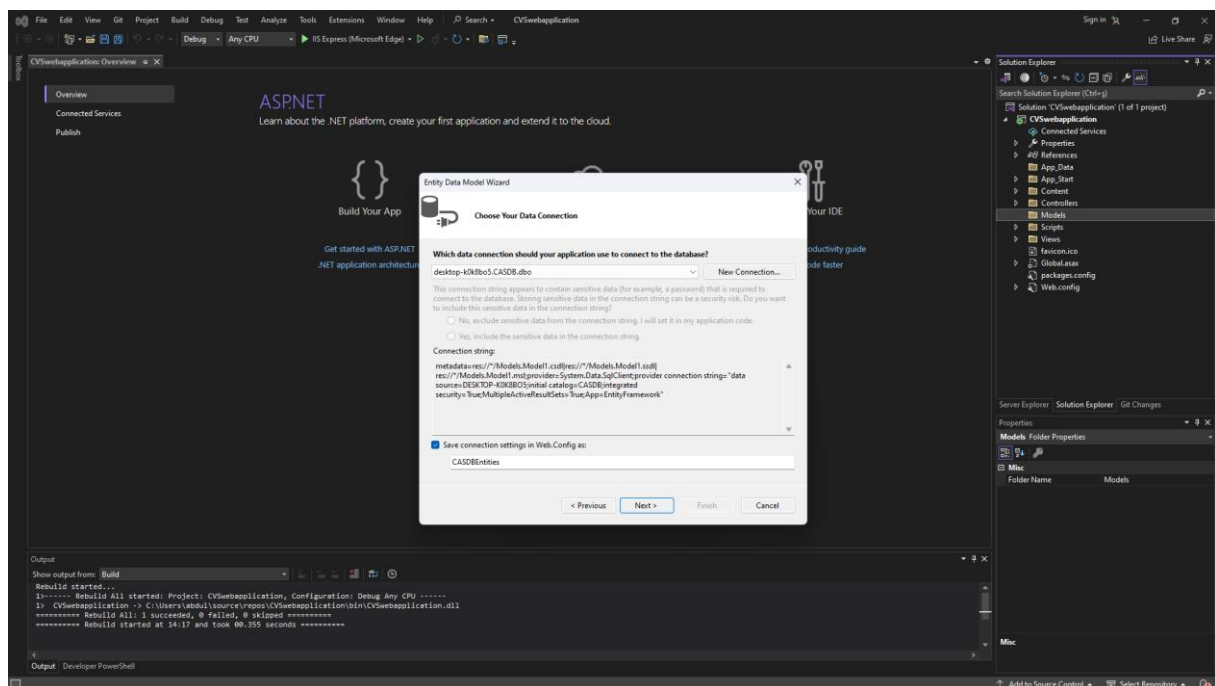 File Edit View Git Project Build Debug Test Analyze Tools Extensions Window Help Search CVSwebapplication Sign in
Debug Any CPU IIS Express (Microsoft Edge) Live Share
Toolbox
CVSwebapplication: Overview
Overview
Connected Services
Publish
ASP.NET
Learn about the .NET platform, create your first application and extend it to the cloud.
Build Your App
Your IDE
Get started with ASP.NET
.NET application architecture
oductivity guide
ode faster
Entity Data Model Wizard
Choose Your Data Connection
Which data connection should your application use to connect to the database?
desktop-k0k8bo5.CASDB.dbo
New Connection...
This connection string appears to contain sensitive data (for example, a password) that is required to
connect to the database. Storing sensitive data in the connection string can be a security risk. Do you want
to include this sensitive data in the connection string?
No, exclude sensitive data from the connection string. I will set it in my application code.
Yes, include the sensitive data in the connection string.
Connection string:
metadata=res://*/Models.Model1.csdl|res://*/Models.Model1.ssdl|
res://*/Models.Model1.msl;provider=System.Data.SqlClient;provider connection string="data
source=DESKTOP-K0K8BO5;initial catalog=CASDB;integrated
security=True;MultipleActiveResultSets=True;App=EntityFramework"
Save connection settings in Web.Config as:
CASDBEntities
< Previous Next > Finish Cancel
Solution Explorer
Search Solution Explorer (Ctrl+ş)
Solution 'CVSwebapplication' (1 of 1 project)
CVSwebapplication
Connected Services
Properties
References
App_Data
App_Start
Content
Controllers
Models
Scripts
Views
favicon.ico
Global.asax
packages.config
Web.config
Server Explorer Solution Explorer Git Changes
Properties
Models Folder Properties
Misc
Folder Name Models
Misc
Output
Show output from: Build
Rebuild started...
1>------ Rebuild All started: Project: CVSwebapplication, Configuration: Debug Any CPU ------
1> CVSwebapplication -> C:\Users\abdul\source\repos\CVSwebapplication\bin\CVSwebapplication.dll
========== Rebuild All: 1 succeeded, 0 failed, 0 skipped ==========
========== Rebuild started at 14:17 and took 00.355 seconds ==========
Output Developer PowerShell
Add to Source Control Select Repository